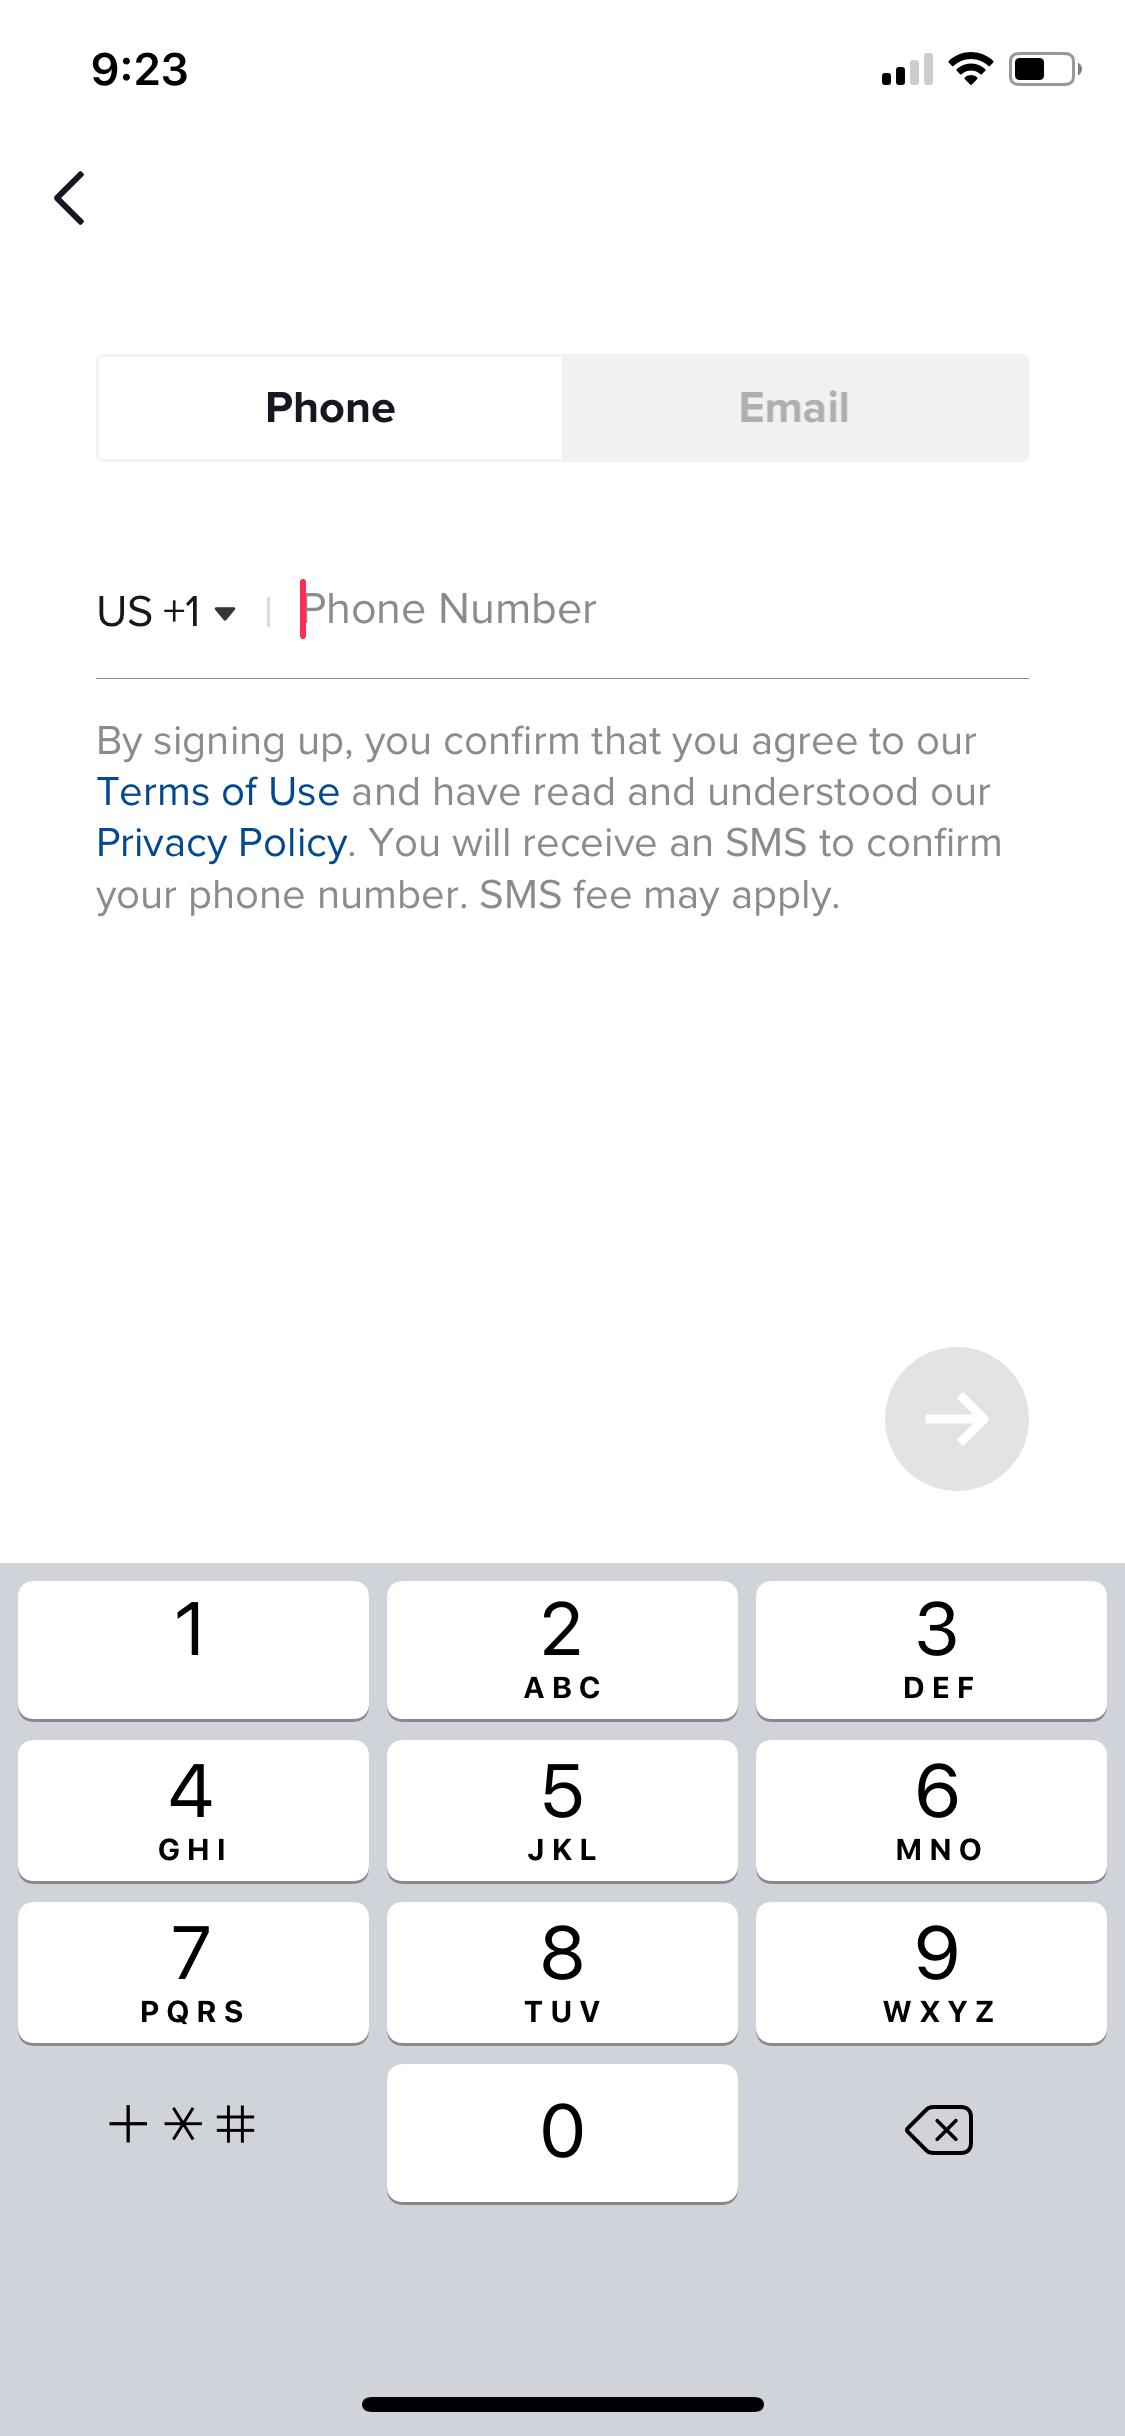 9:23
Phone
Email
US +1
Phone Number
By signing up, you confirm that you agree to our
Terms of Use and have read and understood our
Privacy Policy. You will receive an SMS to confirm
your phone number. SMS fee may apply.
1
2
ABC
3
DEF
4
GHI
5
JKL
6
MNO
7
PQRS
8
TUV
9
WXYZ
+*#
0